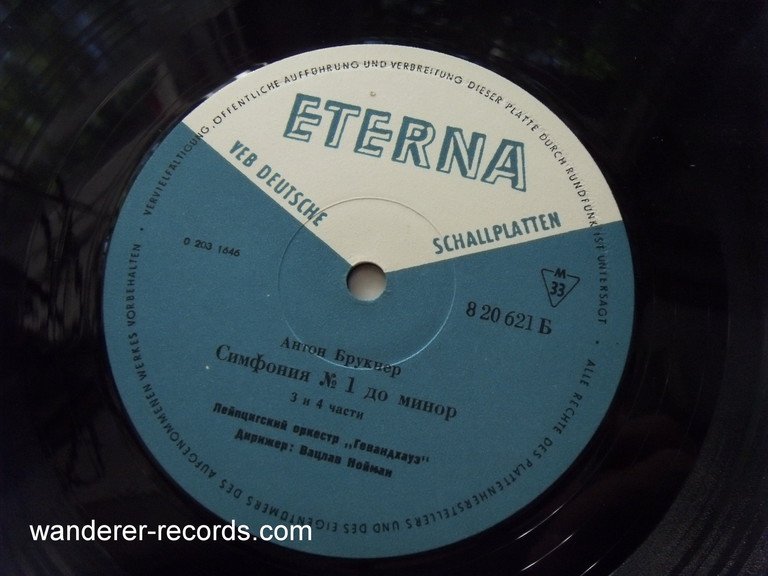 ETERNA
VEB DEUTSCHE
SCHALLPLATTEN
0 203 1646
M
33
8 20 621 Б
Антон Брукнер
Симфония № 1 до минор
3 и 4 части
Лейпцигский оркестр „Гевандхауз“
Дирижер: Вацлав Нойман
ALLE RECHTE DES PLATTENHERSTELLERS UND DES EIGENTÜMERS DES AUFGENOMMENEN WERKES VORBEHALTEN • VERVIELFÄLTIGUNG, ÖFFENTLICHE AUFFÜHRUNG UND VERBREITUNG DIESER PLATTE DURCH RUNDFUNK IST UNTERSAGT •
wanderer-records.com